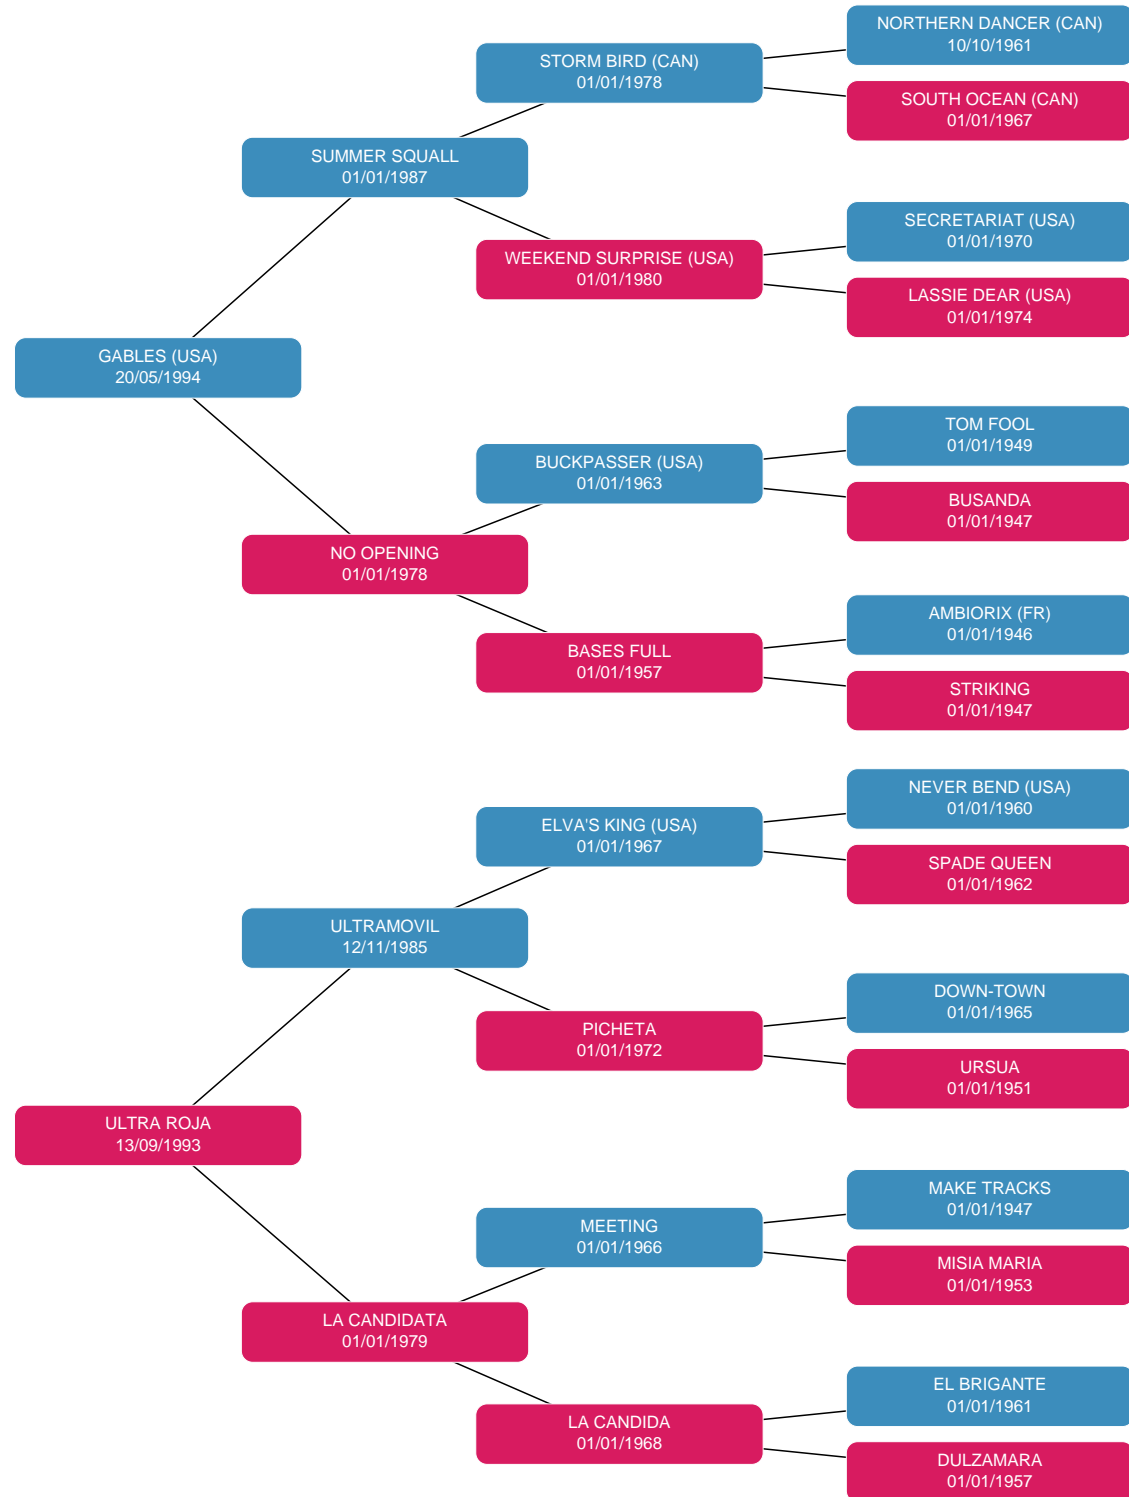 NORTHERN DANCER (CAN)
10/10/1961
STORM BIRD (CAN)
01/01/1978
SOUTH OCEAN (CAN)
01/01/1967
SUMMER SQUALL
01/01/1987
SECRETARIAT (USA)
01/01/1970
WEEKEND SURPRISE (USA)
01/01/1980
LASSIE DEAR (USA)
01/01/1974
GABLES (USA)
20/05/1994
TOM FOOL
01/01/1949
BUCKPASSER (USA)
01/01/1963
BUSANDA
01/01/1947
NO OPENING
01/01/1978
AMBIORIX (FR)
01/01/1946
BASES FULL
01/01/1957
STRIKING
01/01/1947
NEVER BEND (USA)
01/01/1960
ELVA'S KING (USA)
01/01/1967
SPADE QUEEN
01/01/1962
ULTRAMOVIL
12/11/1985
DOWN-TOWN
01/01/1965
PICHETA
01/01/1972
URSUA
01/01/1951
ULTRA ROJA
13/09/1993
MAKE TRACKS
01/01/1947
MEETING
01/01/1966
MISIA MARIA
01/01/1953
LA CANDIDATA
01/01/1979
EL BRIGANTE
01/01/1961
LA CANDIDA
01/01/1968
DULZAMARA
01/01/1957